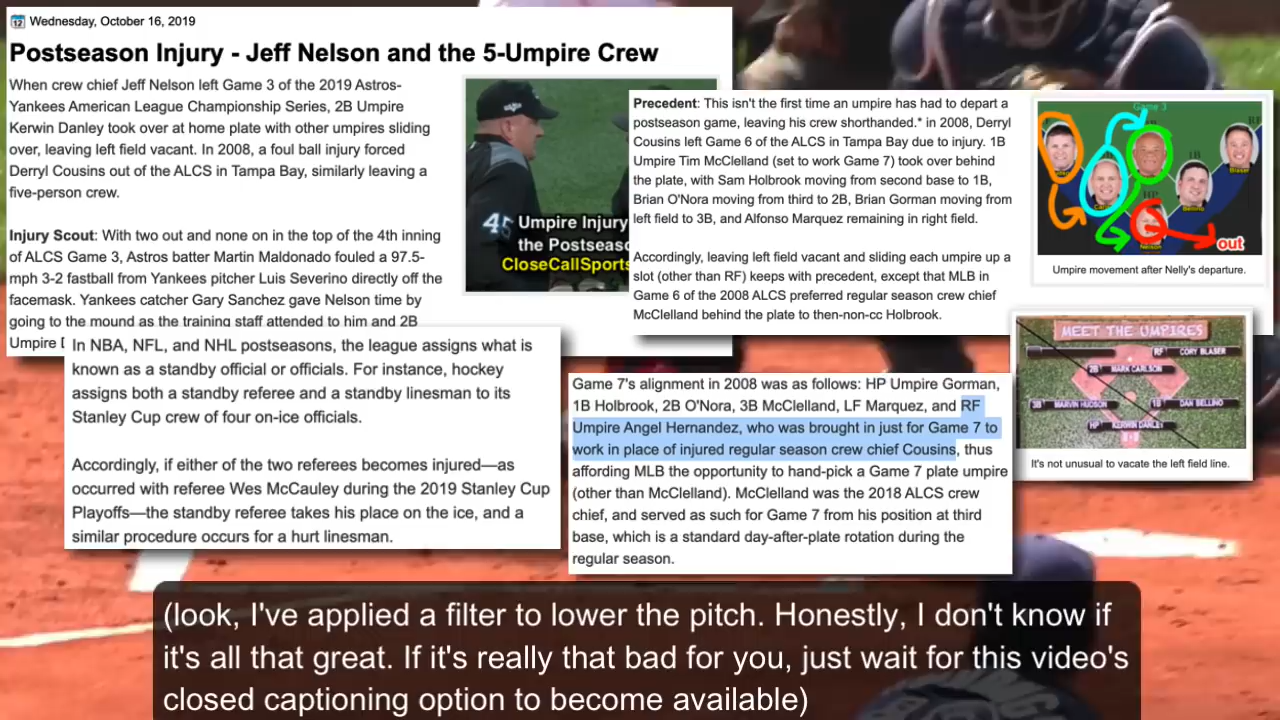 Wednesday, October 16, 2019
Postseason Injury - Jeff Nelson and the 5-Umpire Crew
When crew chief Jeff Nelson left Game 3 of the 2019 Astros-
Yankees American League Championship Series, 2B Umpire
Kerwin Danley took over at home plate with other umpires sliding
over, leaving left field vacant. In 2008, a foul ball injury forced
Derryl Cousins out of the ALCS in Tampa Bay, similarly leaving a
five-person crew.
Injury Scout: With two out and none on in the top of the 4th inning
of ALCS Game 3, Astros batter Martin Maldonado fouled a 97.5-
mph 3-2 fastball from Yankees pitcher Luis Severino directly off the
facemask. Yankees catcher Gary Sanchez gave Nelson time by
going to the mound as the training staff attended to him and 2B
Umpire
45
Umpire Injury
the Postseas
CloseCallSports
Precedent: This isn't the first time an umpire has had to depart a
postseason game, leaving his crew shorthanded.* in 2008, Derryl
Cousins left Game 6 of the ALCS in Tampa Bay due to injury. 1B
Umpire Tim McClelland (set to work Game 7) took over behind
the plate, with Sam Holbrook moving from second base to 1B,
Brian O'Nora moving from third to 2B, Brian Gorman moving from
left field to 3B, and Alfonso Marquez remaining in right field.
Accordingly, leaving left field vacant and sliding each umpire up a
slot (other than RF) keeps with precedent, except that MLB in
Game 6 of the 2008 ALCS preferred regular season crew chief
McClelland behind the plate to then-non-cc Holbrook.
Game 3
1B
HP
Blaser
Bellino
out
Umpire movement after Nelly's departure.
MEET THE UMPIRES
RF CORY BLASER
2B MARK CARLSON
3B MARVIN HUDSON
1B DAN BELLINO
HP KERWIN DANLEY
It's not unusual to vacate the left field line.
In NBA, NFL, and NHL postseasons, the league assigns what is
known as a standby official or officials. For instance, hockey
assigns both a standby referee and a standby linesman to its
Stanley Cup crew of four on-ice officials.
Accordingly, if either of the two referees becomes injured—as
occurred with referee Wes McCauley during the 2019 Stanley Cup
Playoffs—the standby referee takes his place on the ice, and a
similar procedure occurs for a hurt linesman.
Game 7's alignment in 2008 was as follows: HP Umpire Gorman,
1B Holbrook, 2B O'Nora, 3B McClelland, LF Marquez, and RF
Umpire Angel Hernandez, who was brought in just for Game 7 to
work in place of injured regular season crew chief Cousins, thus
affording MLB the opportunity to hand-pick a Game 7 plate umpire
(other than McClelland). McClelland was the 2018 ALCS crew
chief, and served as such for Game 7 from his position at third
base, which is a standard day-after-plate rotation during the
regular season.
(look, I've applied a filter to lower the pitch. Honestly, I don't know if
it's all that great. If it's really that bad for you, just wait for this video's
closed captioning option to become available)